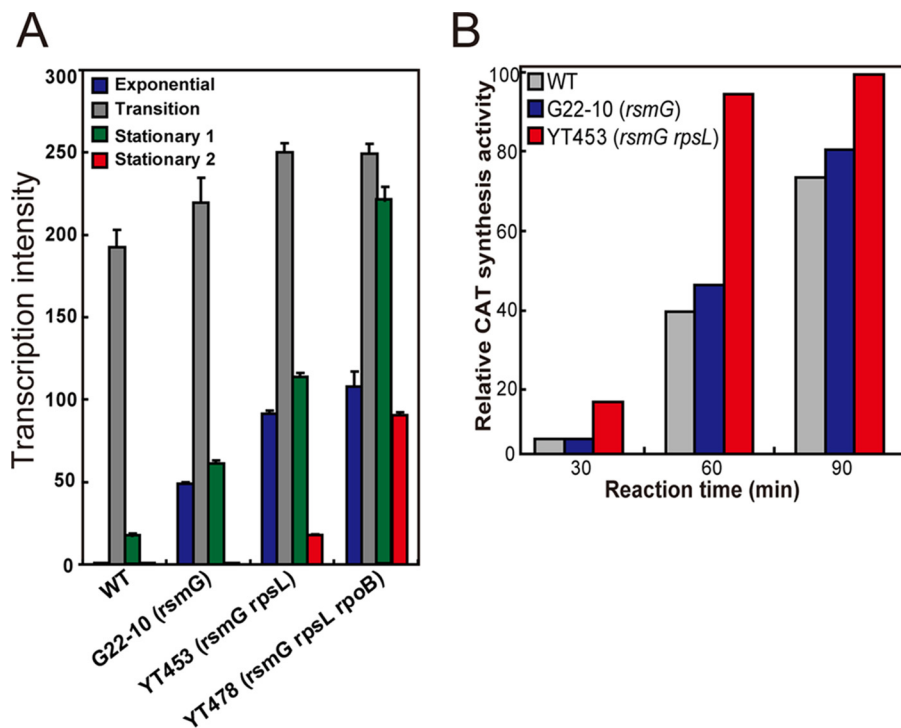 A
Transcription intensity
300
250
200
150
100
50
0
Exponential
Transition
Stationary 1
Stationary 2
WT
G22-10 (rsmG)
YT453 (rsmG rpsL)
YT478 (rsmG rpsL rpoB)
B
Relative CAT synthesis activity
100
80
60
40
20
0
WT
G22-10 (rsmG)
YT453 (rsmG rpsL)
30
60
90
Reaction time (min)